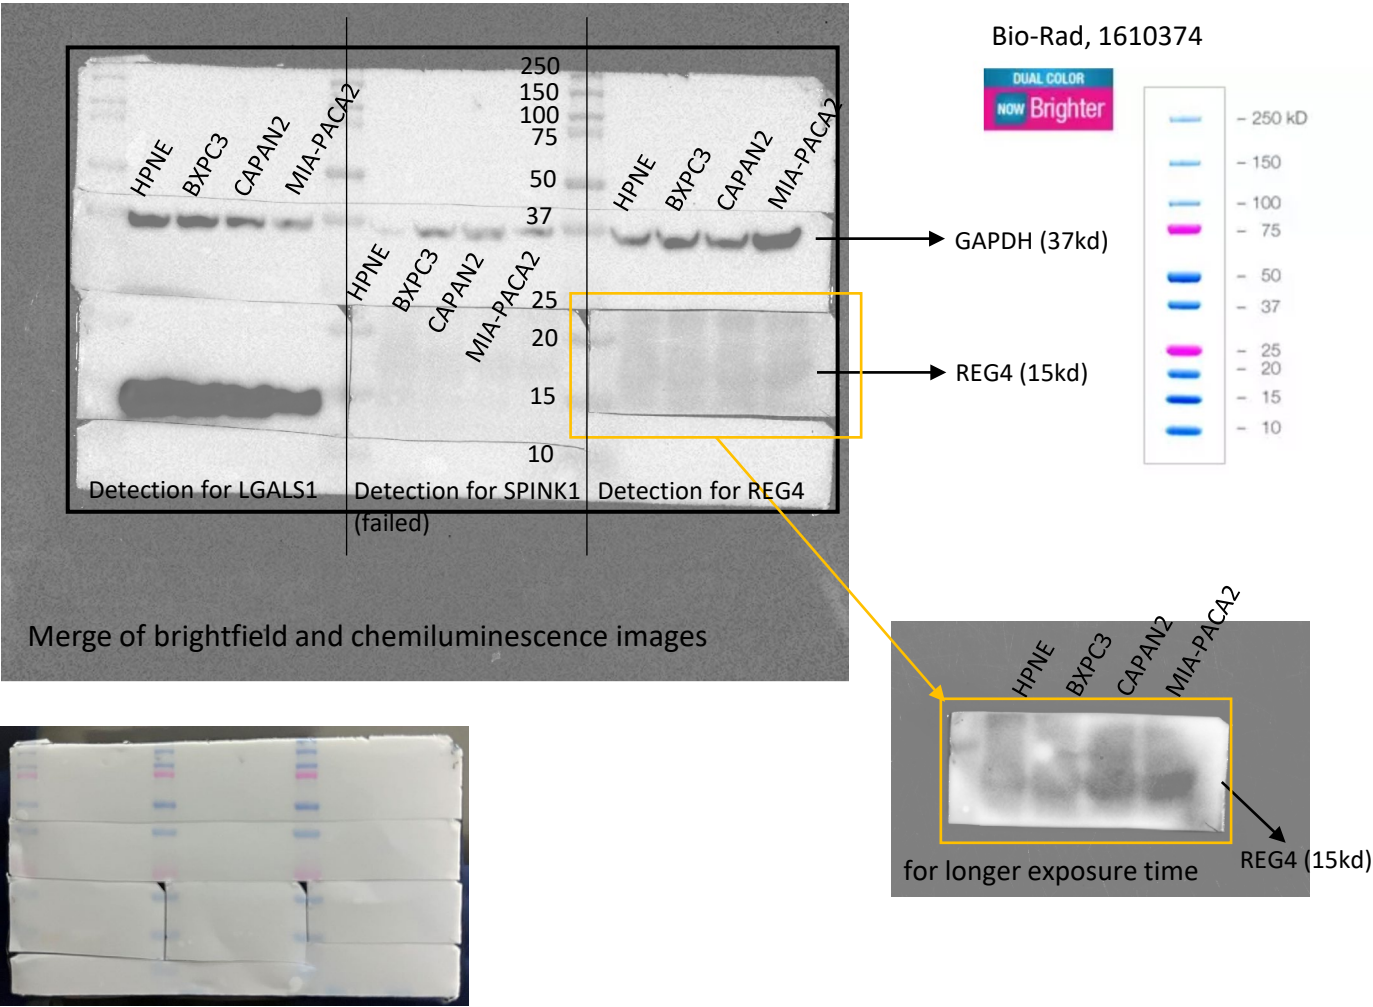 Bio-Rad, 1610374
DUAL COLOR
NOW Brighter
250 kD
150
100
75
50
37
25
20
15
10
250
150
100
75
50
37
25
20
15
10
HPNE
BXPC3
CAPAN2
MIA-PACA2
HPNE
BXPC3
CAPAN2
MIA-PACA2
HPNE
BXPC3
CAPAN2
MIA-PACA2
GAPDH (37kd)
REG4 (15kd)
Detection for LGALS1
Detection for SPINK1
(failed)
Detection for REG4
Merge of brightfield and chemiluminescence images
HPNE
BXPC3
CAPAN2
MIA-PACA2
REG4 (15kd)
for longer exposure time